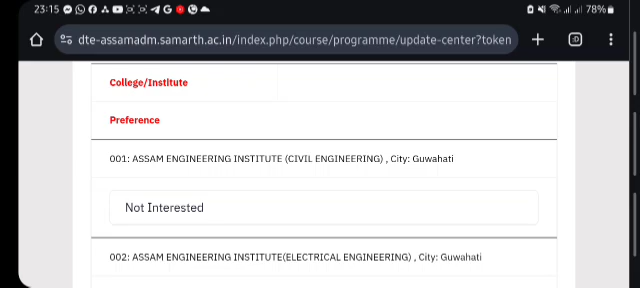 23:15
78%
dte-assamadm.samarth.ac.in/index.php/course/programme/update-center?token
College/Institute
Preference
001: ASSAM ENGINEERING INSTITUTE (CIVIL ENGINEERING) , City: Guwahati
Not Interested
002: ASSAM ENGINEERING INSTITUTE(ELECTRICAL ENGINEERING) , City: Guwahati